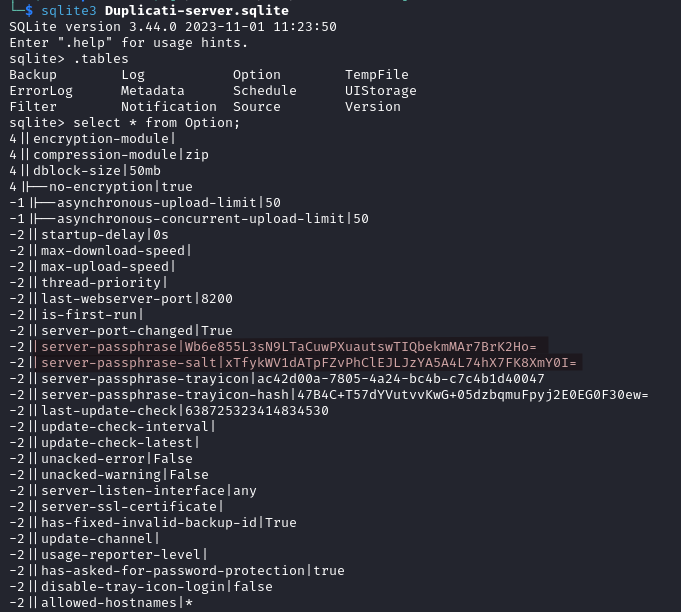 └─$ sqlite3 Duplicati-server.sqlite
SQLite version 3.44.0 2023-11-01 11:23:50
Enter ".help" for usage hints.
sqlite> .tables
Backup        Log           Option        TempFile
ErrorLog      Metadata      Schedule      UIStorage
Filter        Notification  Source        Version
sqlite> select * from Option;
4||encryption-module|
4||compression-module|zip
4||dblock-size|50mb
4||--no-encryption|true
-1||--asynchronous-upload-limit|50
-1||--asynchronous-concurrent-upload-limit|50
-2||startup-delay|0s
-2||max-download-speed|
-2||max-upload-speed|
-2||thread-priority|
-2||last-webserver-port|8200
-2||is-first-run|
-2||server-port-changed|True
-2||server-passphrase|Wb6e855L3sN9LTaCuwPXuautswTIQbekmMAr7BrK2Ho=
-2||server-passphrase-salt|xTfykWV1dATpFZvPhClEJLJzYA5A4L74hX7FK8XmY0I=
-2||server-passphrase-trayicon|ac42d00a-7805-4a24-bc4b-c7c4b1d40047
-2||server-passphrase-trayicon-hash|47B4C+T57dYVutvvKwG+05dzbqmuFpyj2E0EG0F30ew=
-2||last-update-check|638725323414834530
-2||update-check-interval|
-2||update-check-latest|
-2||unacked-error|False
-2||unacked-warning|False
-2||server-listen-interface|any
-2||server-ssl-certificate|
-2||has-fixed-invalid-backup-id|True
-2||update-channel|
-2||usage-reporter-level|
-2||has-asked-for-password-protection|true
-2||disable-tray-icon-login|false
-2||allowed-hostnames|*